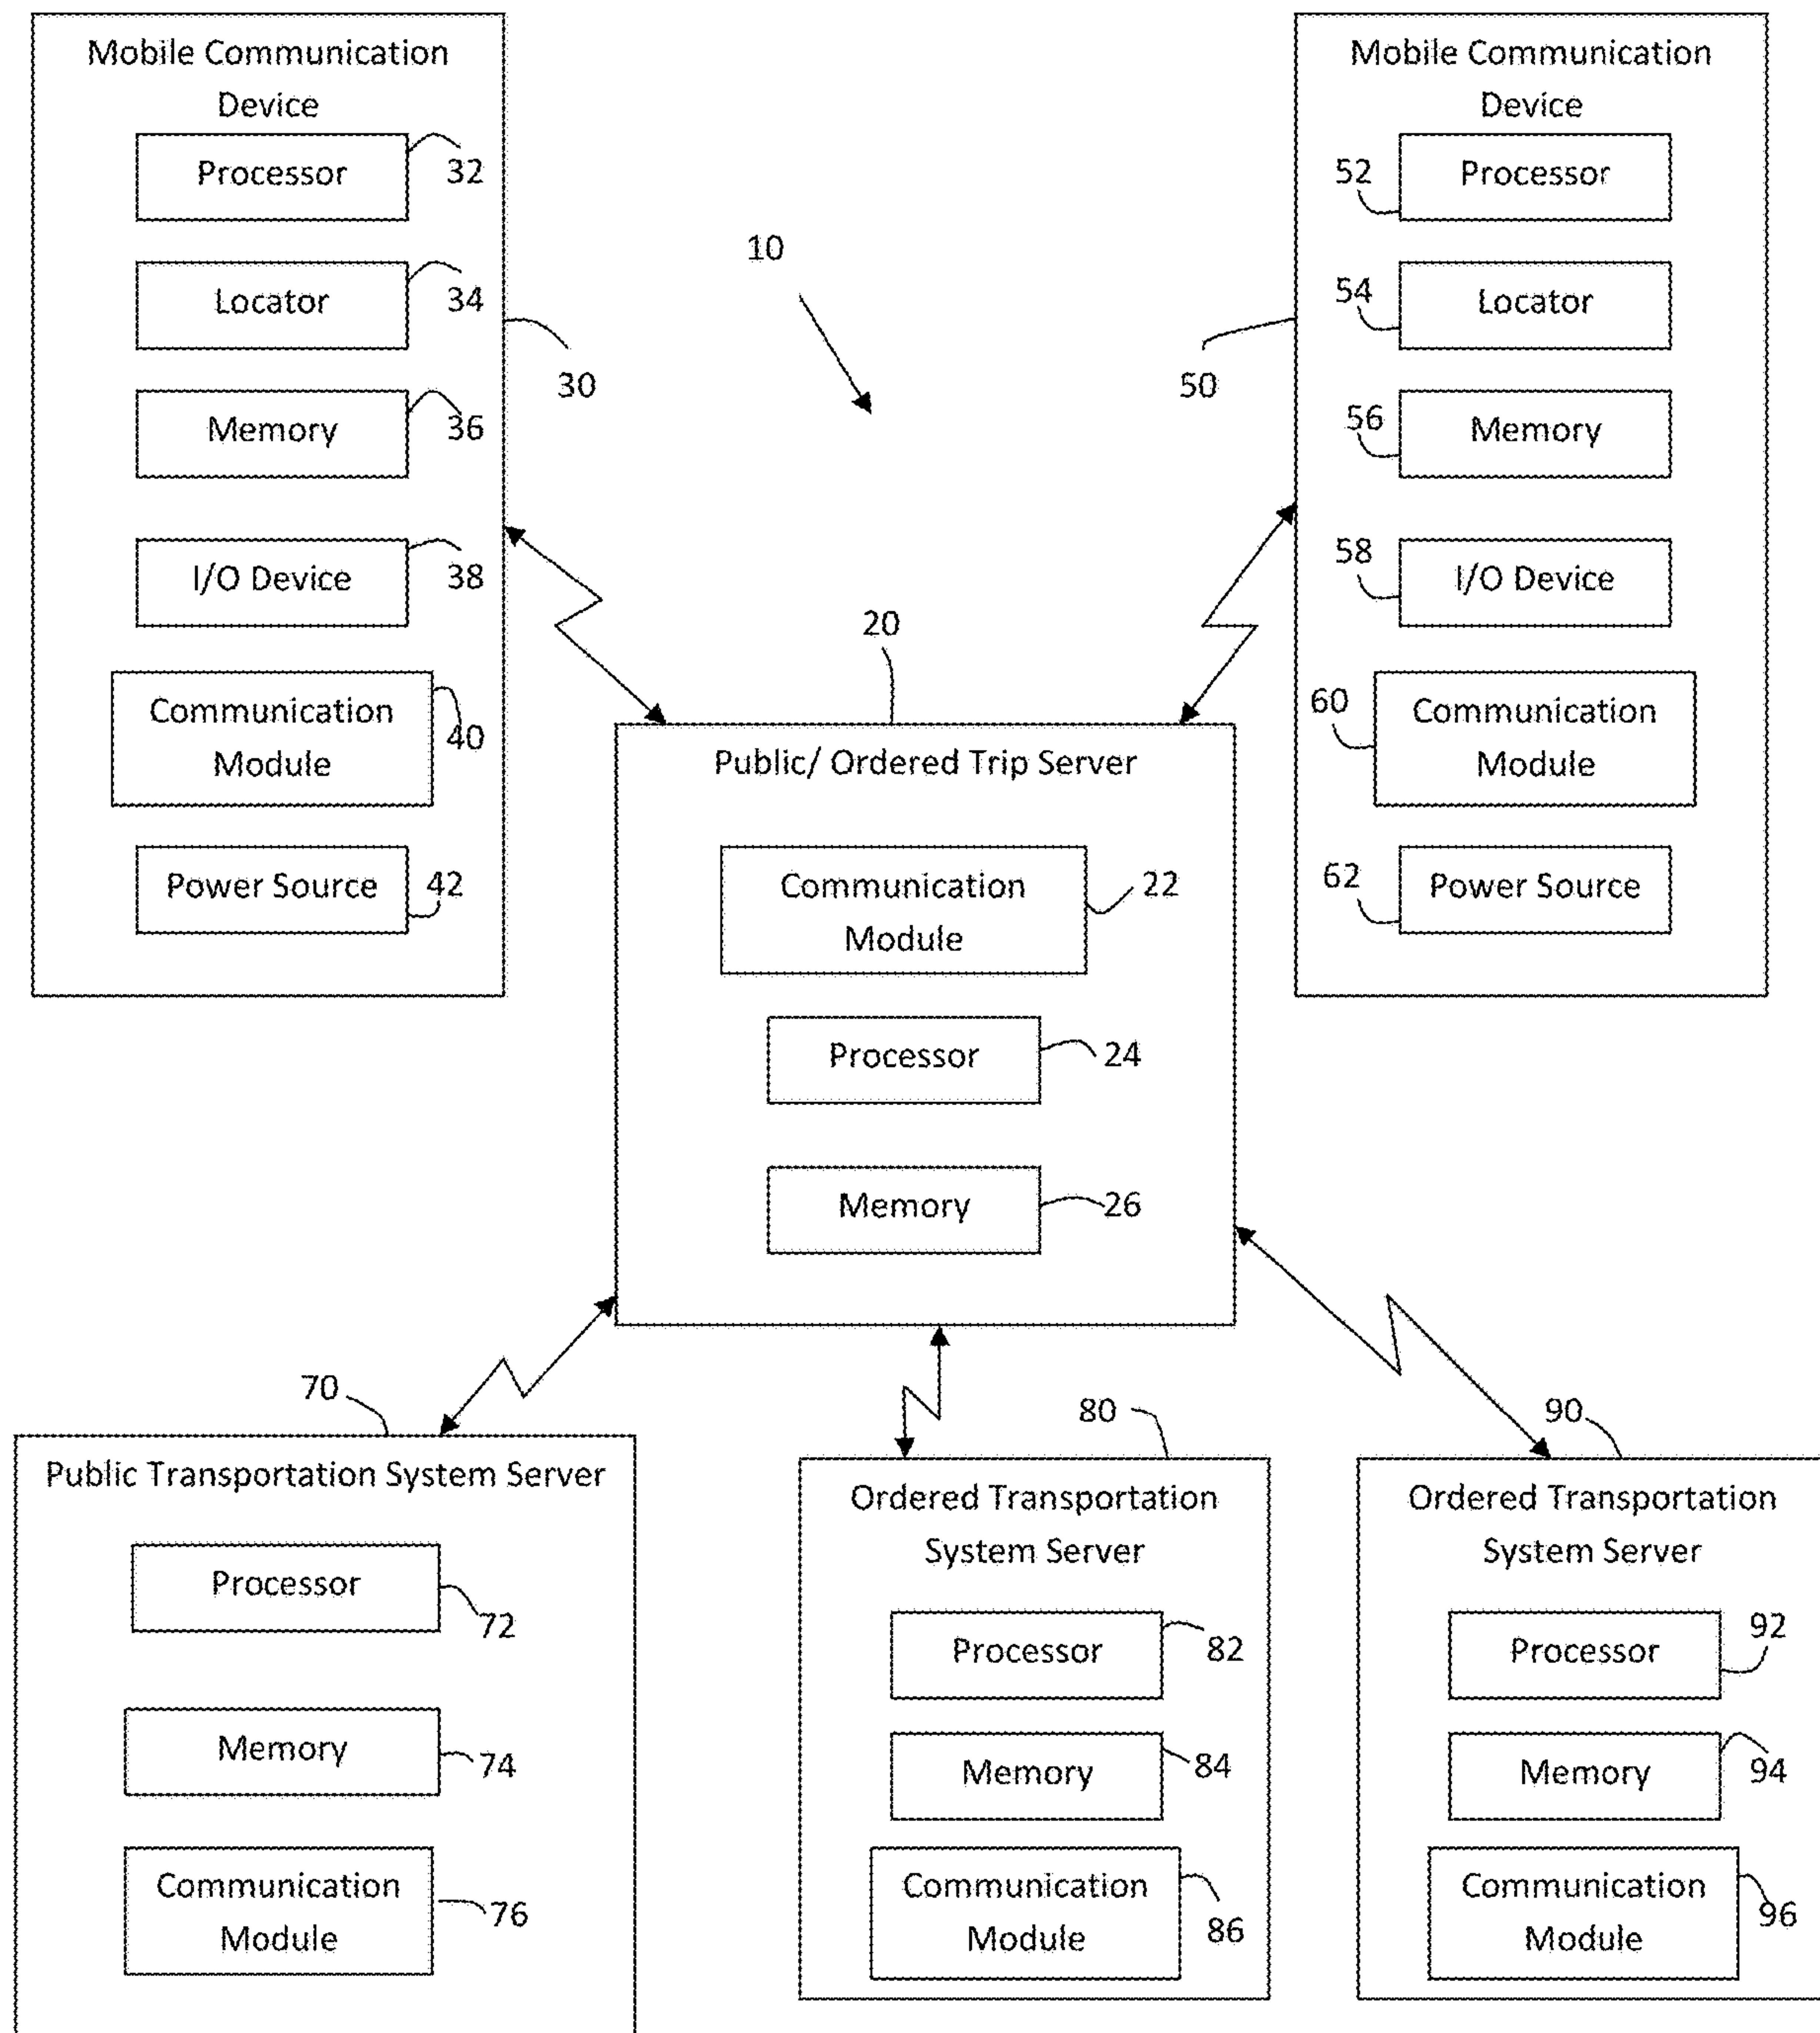 Mobile Communication
Device
Processor
32
Locator
34
30
Memory
36
I/O Device
38
Communication
Module
40
Power Source
42
10
Mobile Communication
Device
52
Processor
54
Locator
50
56
Memory
58
I/O Device
60
Communication
Module
62
Power Source
20
Public/ Ordered Trip Server
Communication
Module
22
Processor
24
Memory
26
70
Public Transportation System Server
Processor
72
Memory
74
Communication
Module
76
80
Ordered Transportation
System Server
Processor
82
Memory
84
Communication
Module
86
90
Ordered Transportation
System Server
Processor
92
Memory
94
Communication
Module
96